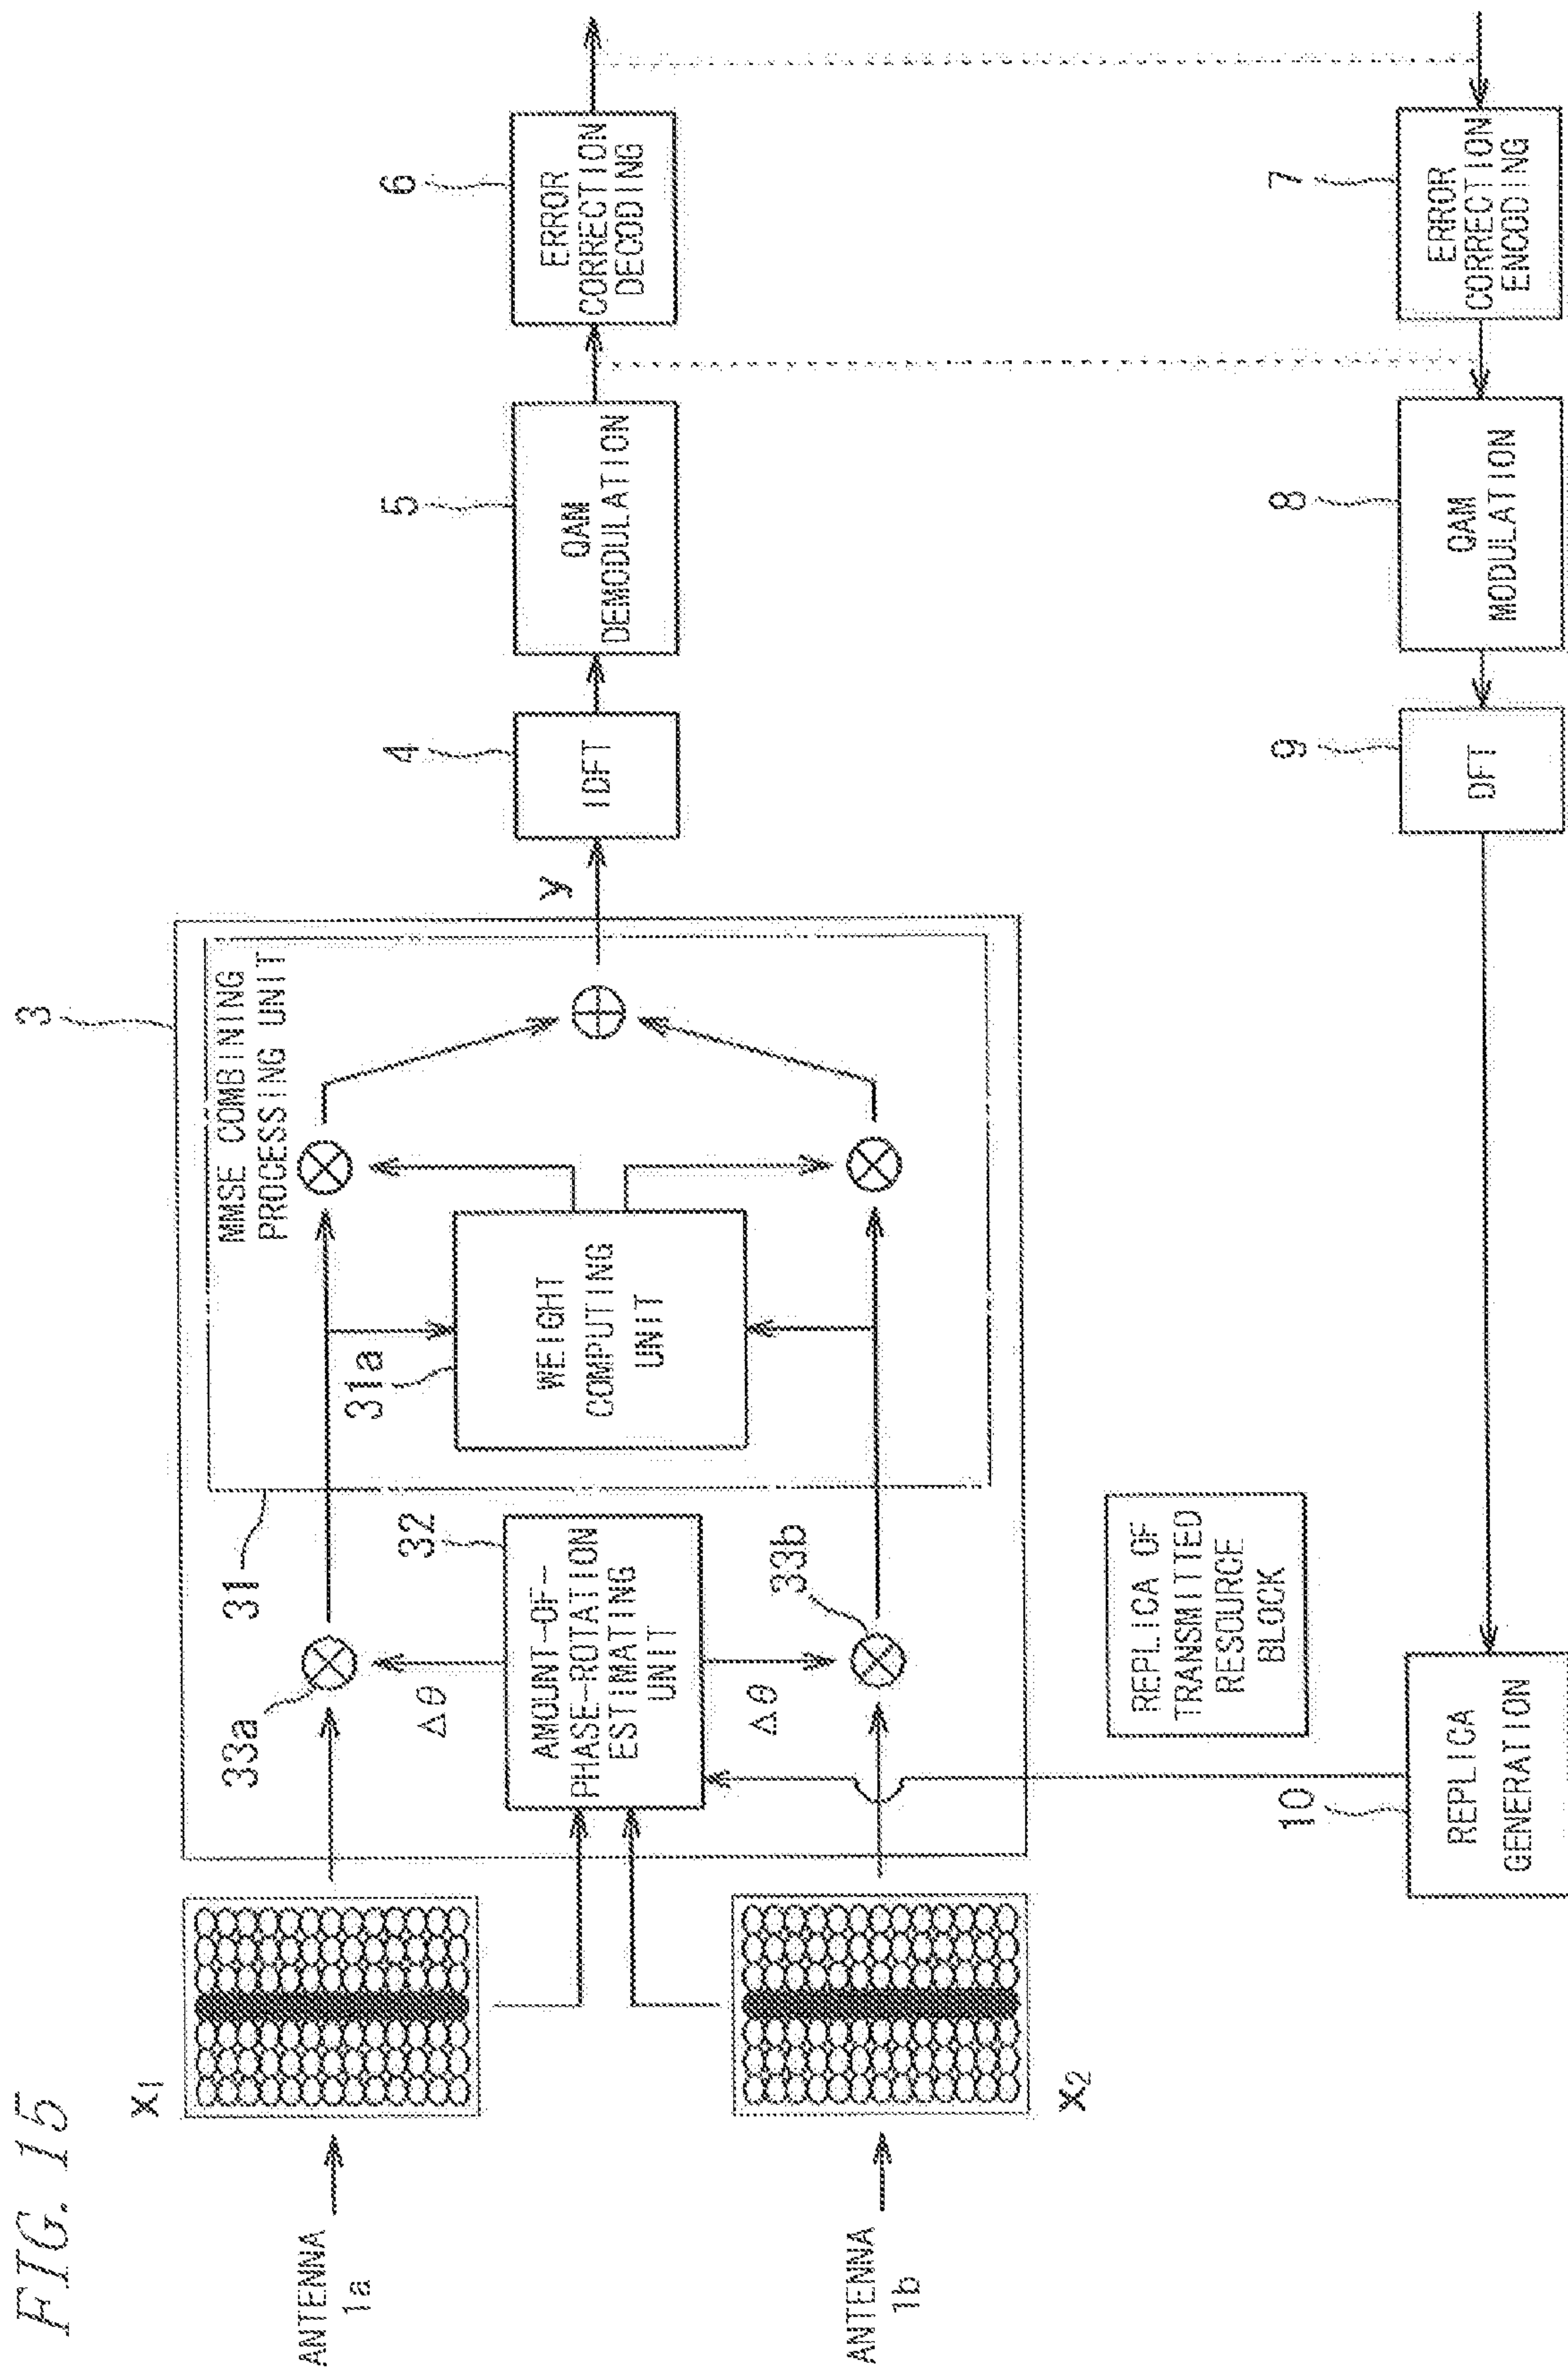 FIG. 15
ANTENNA
1a
x1
33a
Δθ
32
AMOUNT-OF-
PHASE-ROTATION
ESTIMATING
UNIT
Δθ
33b
31
31a
WEIGHT
COMPUTING
UNIT
MMSE COMBINING
PROCESSING UNIT
3
y
4
IDFT
5
QAM
DEMODULATION
6
ERROR
CORRECTION
DECODING
ANTENNA
1b
x2
REPLICA OF
TRANSMITTED
RESOURCE
BLOCK
10
REPLICA
GENERATION
9
DFT
8
QAM
MODULATION
7
ERROR
CORRECTION
ENCODING